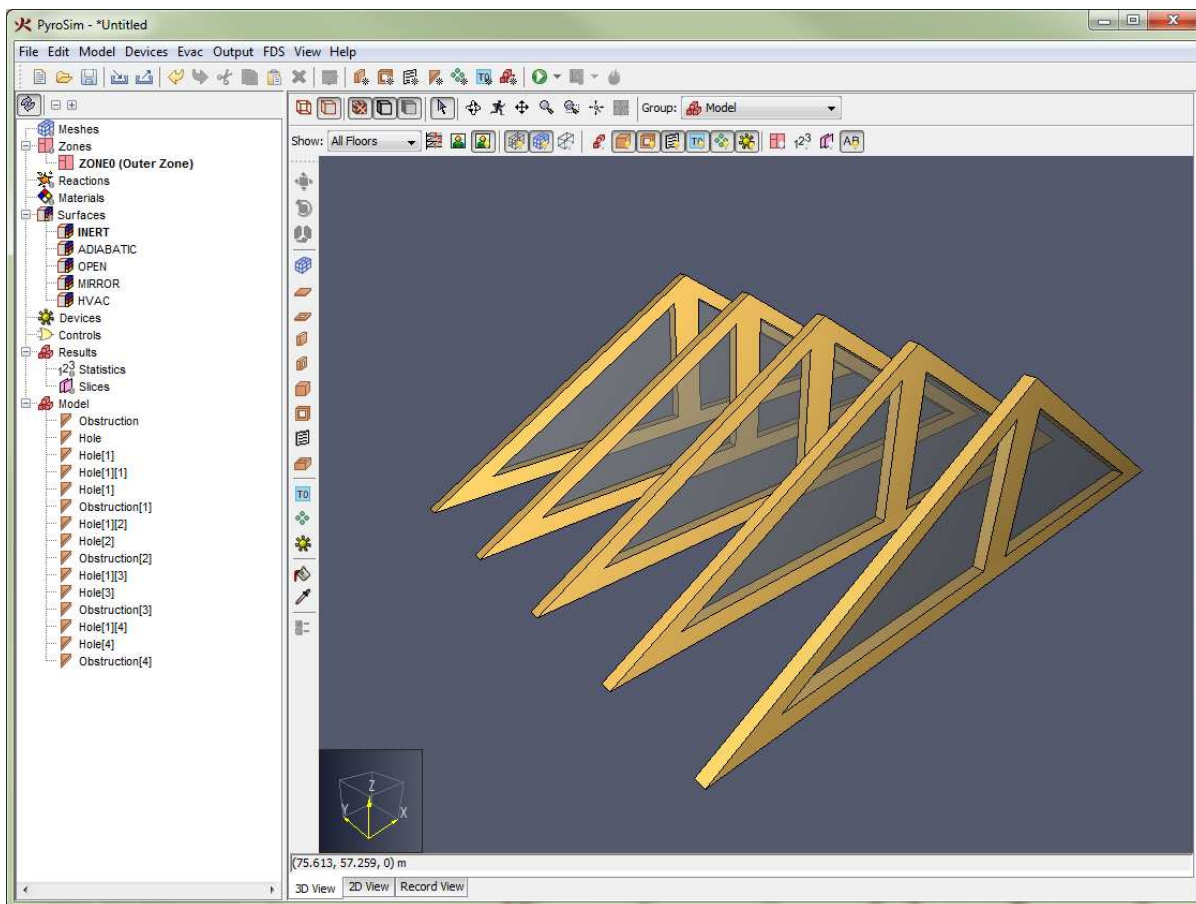 PyroSim - *Untitled
File Edit Model Devices Evac Output FDS View Help
Group: Model
Show: All Floors
Meshes
Zones
ZONE0 (Outer Zone)
Reactions
Materials
Surfaces
INERT
ADIABATIC
OPEN
MIRROR
HVAC
Devices
Controls
Results
Statistics
Slices
Model
Obstruction
Hole
Hole[1]
Hole[1][1]
Hole[1]
Obstruction[1]
Hole[1][2]
Hole[2]
Obstruction[2]
Hole[1][3]
Hole[3]
Obstruction[3]
Hole[1][4]
Hole[4]
Obstruction[4]
Z
Y X
(75.613, 57.259, 0) m
3D View 2D View Record View